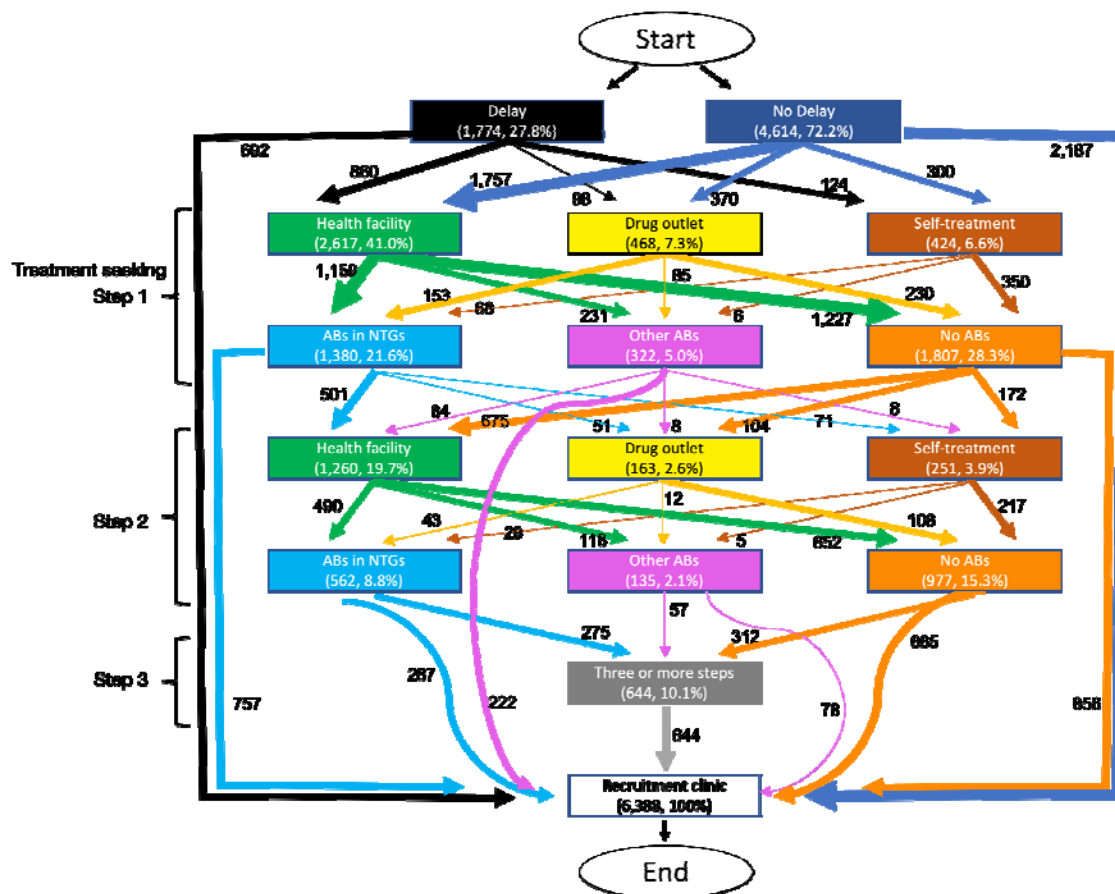 Start
Delay
(1,774, 27.8%)
No Delay
(4,614, 72.2%)
692
2,187
860
1,757
98
370
124
300
Health facility
(2,617, 41.0%)
Drug outlet
(468, 7.3%)
Self-treatment
(424, 6.6%)
Treatment seeking
Step 1
1,159
153
68
231
85
6
1,227
230
350
ABs in NTGs
(1,380, 21.6%)
Other ABs
(322, 5.0%)
No ABs
(1,807, 28.3%)
501
84
675
51
8
104
71
8
172
Health facility
(1,260, 19.7%)
Drug outlet
(163, 2.6%)
Self-treatment
(251, 3.9%)
Step 2
490
43
29
118
12
5
652
108
217
ABs in NTGs
(562, 8.8%)
Other ABs
(135, 2.1%)
No ABs
(977, 15.3%)
275
57
312
665
Step 3
Three or more steps
(644, 10.1%)
757
287
222
78
856
644
Recruitment clinic
(6,388, 100%)
End